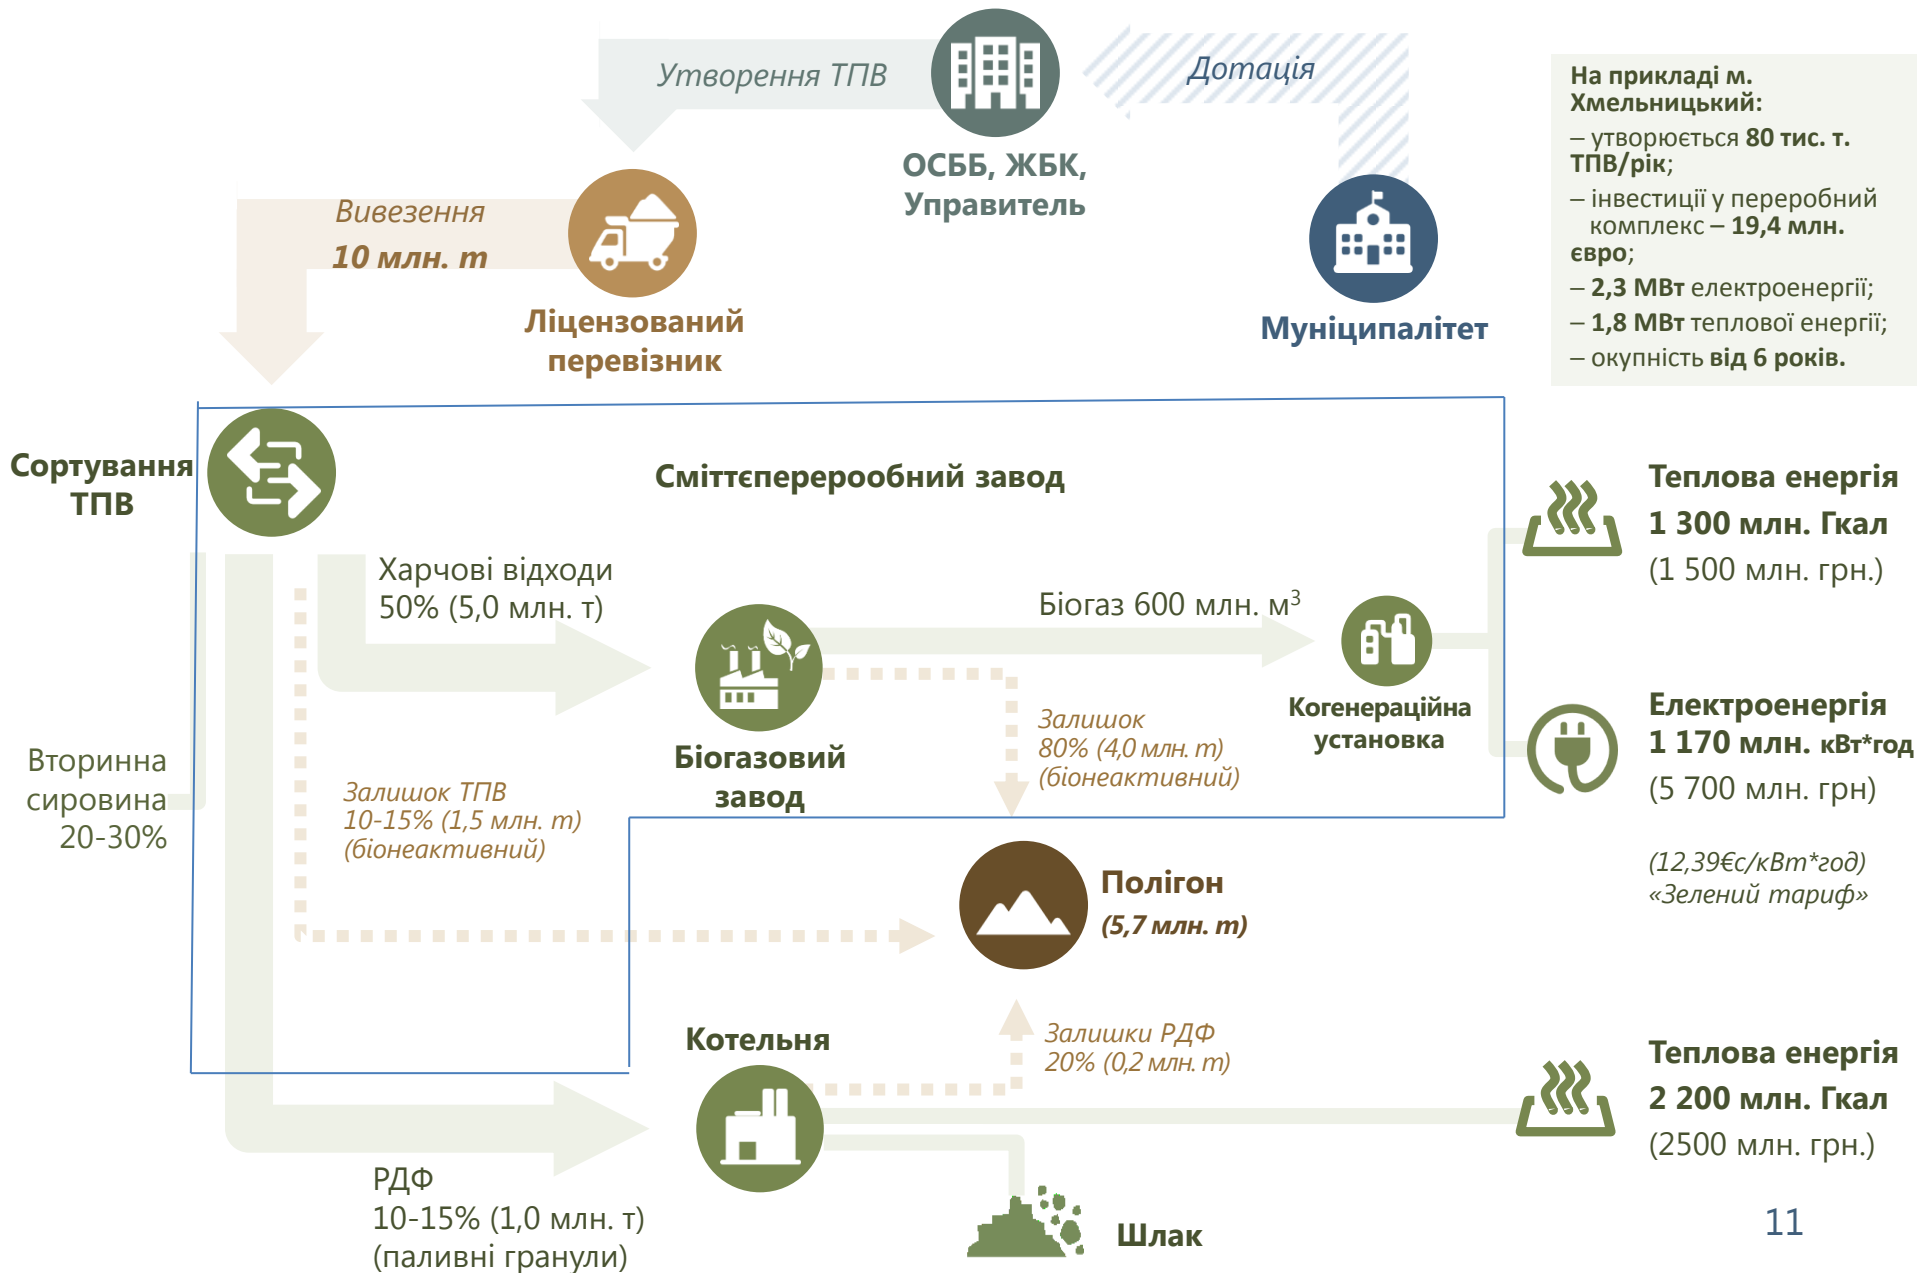 Утворення ТПВ
Дотація
ОСББ, ЖБК,
Управитель
Вивезення
10 млн. т
Ліцензований
перевізник
Муніципалітет
На прикладі м.
Хмельницький:
– утворюється 80 тис. т.
ТПВ/рік;
– інвестиції у переробний
комплекс – 19,4 млн.
євро;
– 2,3 МВт електроенергії;
– 1,8 МВт теплової енергії;
– окупність від 6 років.
Сортування
ТПВ
Сміттєперерообний завод
Харчові відходи
50% (5,0 млн. т)
Біогаз 600 млн. м³
Біогазовий
завод
Когенераційна
установка
Теплова енергія
1 300 млн. Гкал
(1 500 млн. грн.)
Електроенергія
1 170 млн. кВт*год
(5 700 млн. грн)
(12,39€с/кВт*год)
«Зелений тариф»
Вторинна
сировина
20-30%
Залишок ТПВ
10-15% (1,5 млн. т)
(біонеактивний)
Залишок
80% (4,0 млн. т)
(біонеактивний)
Полігон
(5,7 млн. т)
Котельня
Залишки РДФ
20% (0,2 млн. т)
Теплова енергія
2 200 млн. Гкал
(2500 млн. грн.)
РДФ
10-15% (1,0 млн. т)
(паливні гранули)
Шлак
11